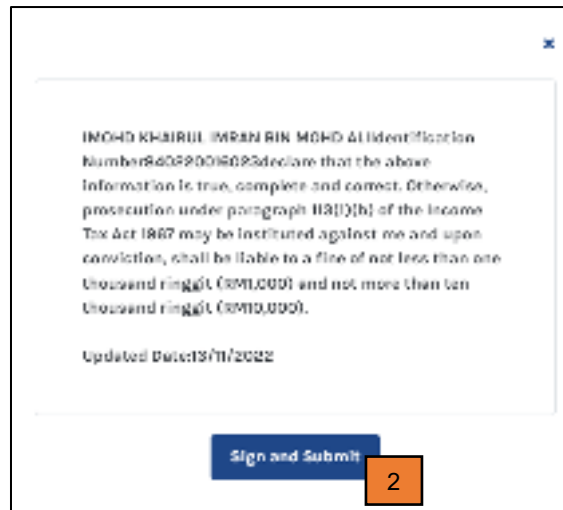 ×
IMOHD KHAIRUL IMRAN BIN MOHD ALIIdentification
Number840220016023declare that the above
information is true, complete and correct. Otherwise,
prosecution under paragraph 113(1)(b) of the Income
Tax Act 1967 may be instituted against me and upon
conviction, shall be liable to a fine of not less than one
thousand ringgit (RM1,000) and not more than ten
thousand ringgit (RM10,000).
Updated Date:13/11/2022
Sign and Submit
2